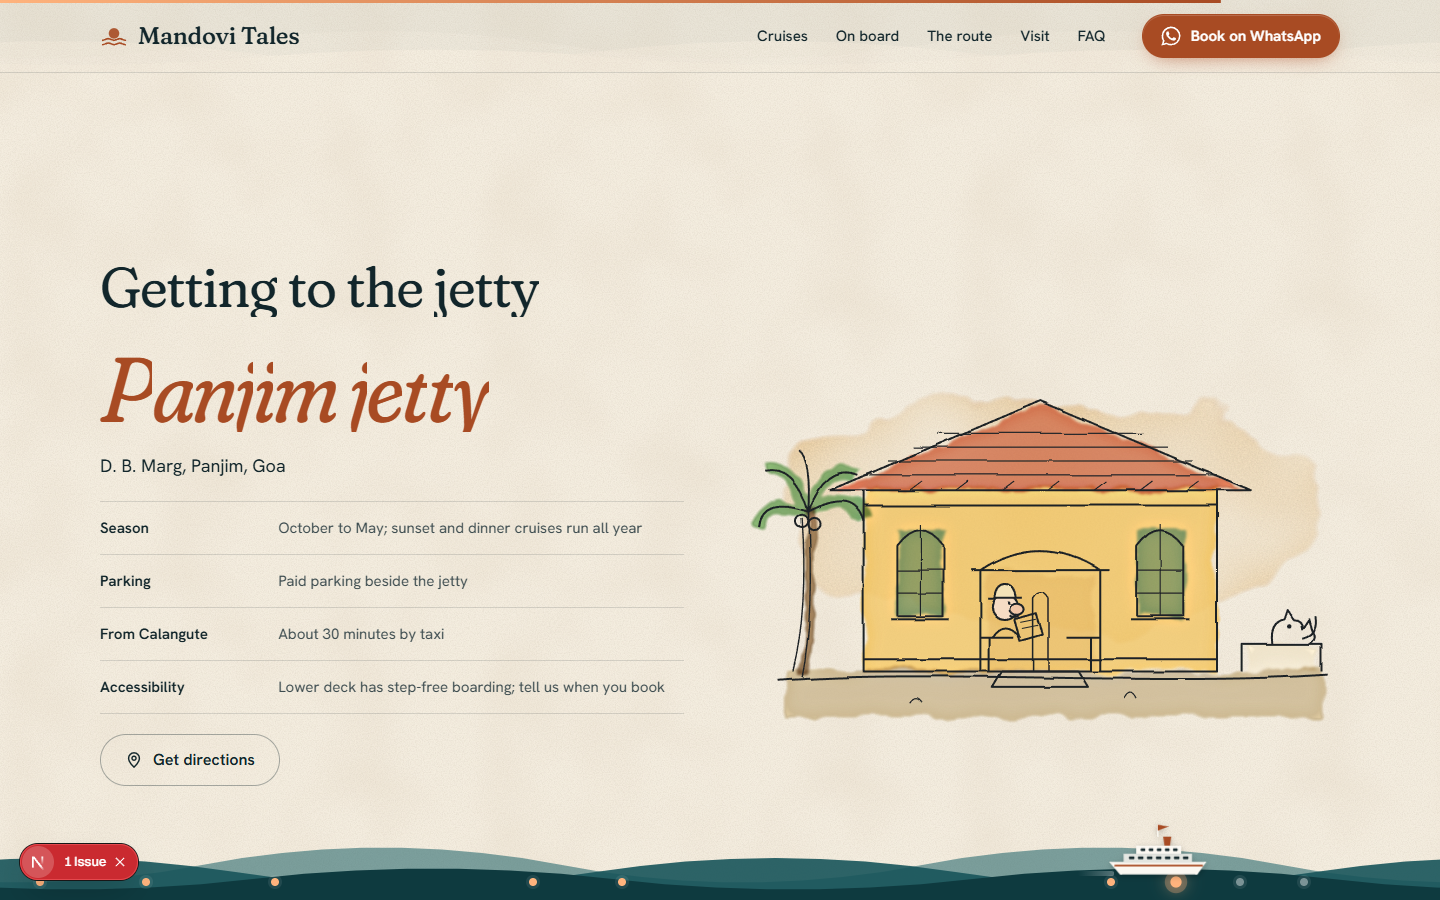 Mandovi Tales
Cruises On board The route Visit FAQ Book on WhatsApp
Getting to the jetty
Panjim jetty
D. B. Marg, Panjim, Goa
Season October to May; sunset and dinner cruises run all year
Parking Paid parking beside the jetty
From Calangute About 30 minutes by taxi
Accessibility Lower deck has step-free boarding; tell us when you book
Get directions
N 1 Issue